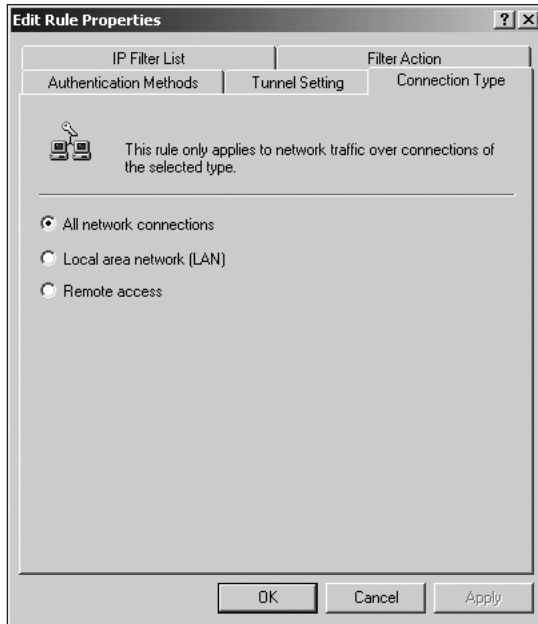 Edit Rule Properties
IP Filter List
Filter Action
Authentication Methods
Tunnel Setting
Connection Type
This rule only applies to network traffic over connections of
the selected type.
All network connections
Local area network (LAN)
Remote access
OK
Cancel
Apply